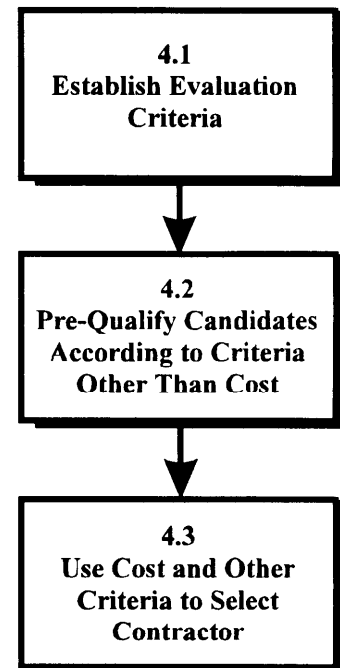 4.1
Establish Evaluation
Criteria
4.2
Pre-Qualify Candidates
According to Criteria
Other Than Cost
4.3
Use Cost and Other
Criteria to Select
Contractor